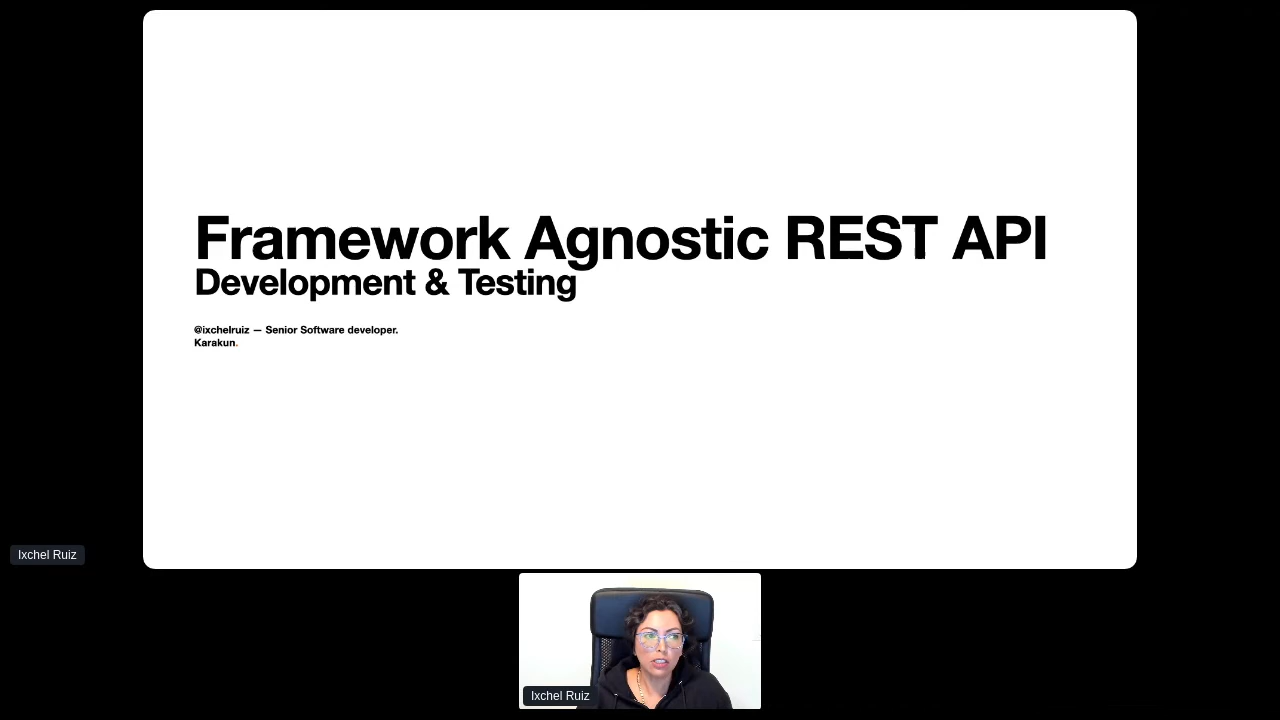 Framework Agnostic REST API
Development & Testing
@ixchelruiz — Senior Software developer.
Karakun.
Ixchel Ruiz
Ixchel Ruiz